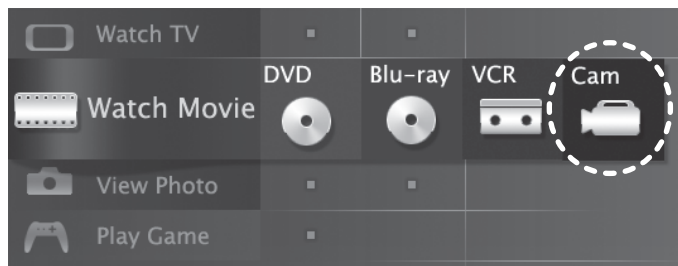 Watch TV
DVD Blu-ray VCR Cam
Watch Movie
View Photo
Play Game